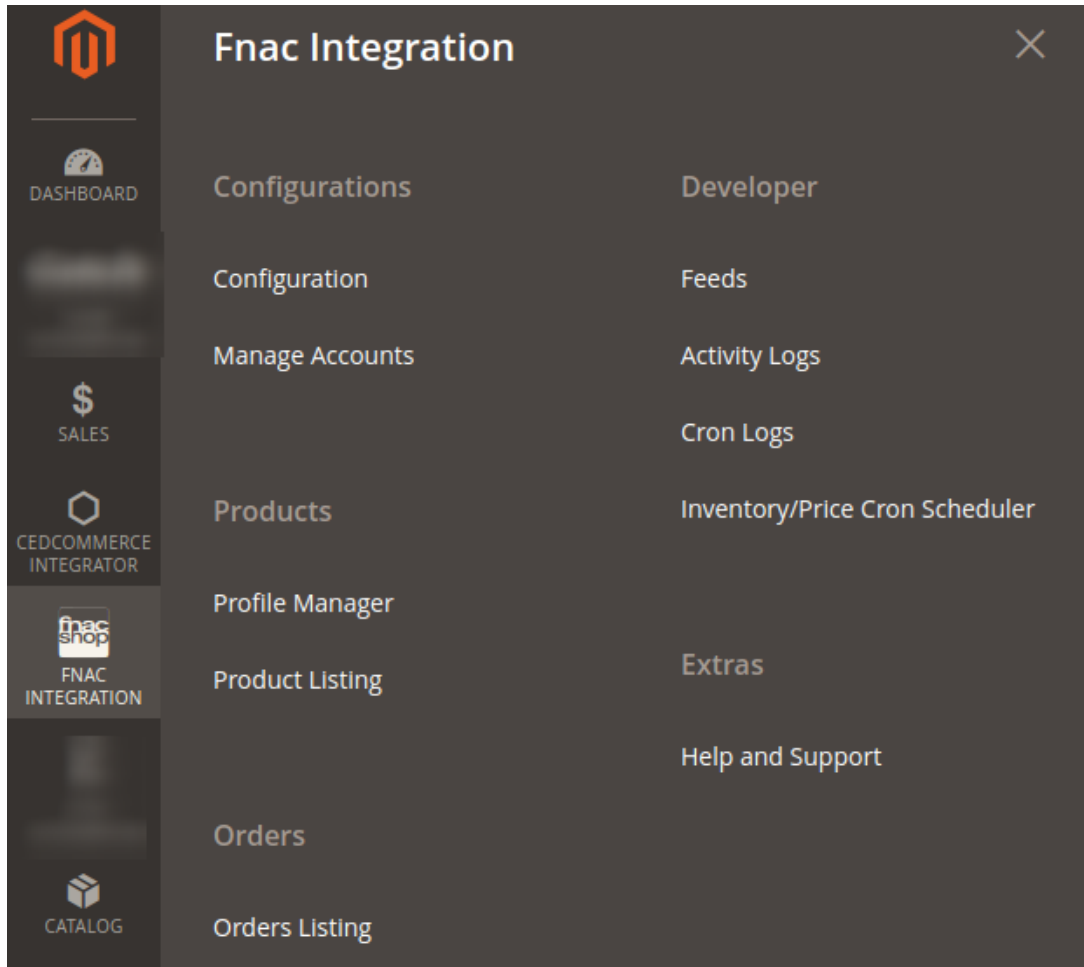 Fnac Integration
DASHBOARD
$
SALES
CEDCOMMERCE
INTEGRATOR
fnac
shop
FNAC
INTEGRATION
CATALOG
Configurations
Configuration
Manage Accounts
Products
Profile Manager
Product Listing
Orders
Orders Listing
Developer
Feeds
Activity Logs
Cron Logs
Inventory/Price Cron Scheduler
Extras
Help and Support